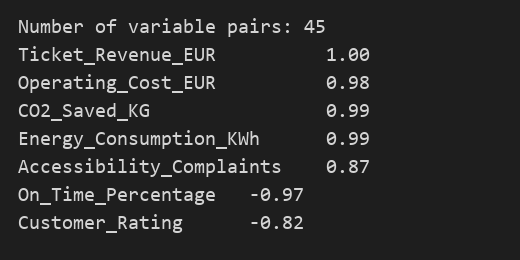 Number of variable pairs: 45
Ticket_Revenue_EUR 1.00
Operating_Cost_EUR 0.98
CO2_Saved_KG 0.99
Energy_Consumption_KWh 0.99
Accessibility_Complaints 0.87
On_Time_Percentage -0.97
Customer_Rating -0.82